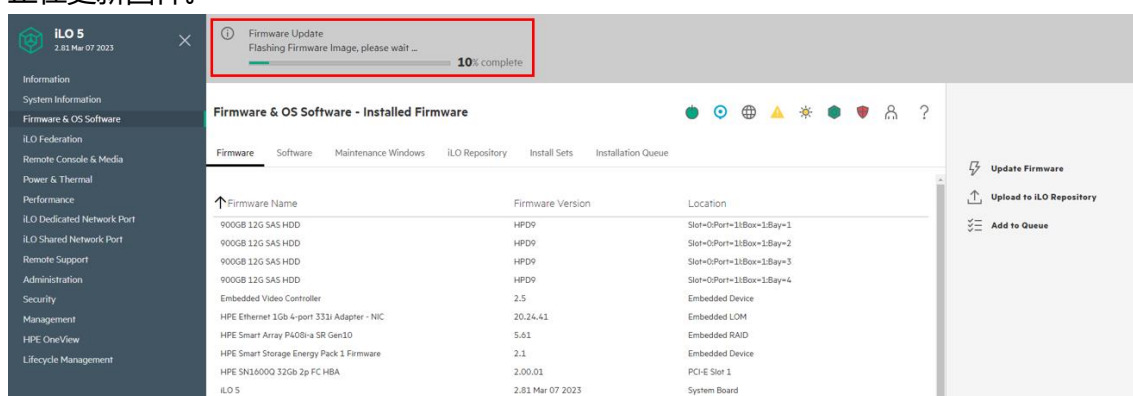 正在更新固件。
iLO 5
2.81 Mar 07 2023
Firmware Update
Flashing Firmware Image, please wait ...
10% complete
Information
System Information
Firmware & OS Software
iLO Federation
Remote Console & Media
Power & Thermal
Performance
iLO Dedicated Network Port
iLO Shared Network Port
Remote Support
Administration
Security
Management
HPE OneView
Lifecycle Management
Firmware & OS Software - Installed Firmware
?
Firmware Software Maintenance Windows iLO Repository Install Sets Installation Queue
Firmware Name Firmware Version Location
900GB 12G SAS HDD HPD9 Slot=0:Port=1I:Box=1:Bay=1
900GB 12G SAS HDD HPD9 Slot=0:Port=1I:Box=1:Bay=2
900GB 12G SAS HDD HPD9 Slot=0:Port=1I:Box=1:Bay=3
900GB 12G SAS HDD HPD9 Slot=0:Port=1I:Box=1:Bay=4
Embedded Video Controller 2.5 Embedded Device
HPE Ethernet 1Gb 4-port 331i Adapter - NIC 20.24.41 Embedded LOM
HPE Smart Array P408i-a SR Gen10 5.61 Embedded RAID
HPE Smart Storage Energy Pack 1 Firmware 2.1 Embedded Device
HPE SN1600Q 32Gb 2p FC HBA 2.00.01 PCI-E Slot 1
iLO 5 2.81 Mar 07 2023 System Board
Update Firmware
Upload to iLO Repository
Add to Queue